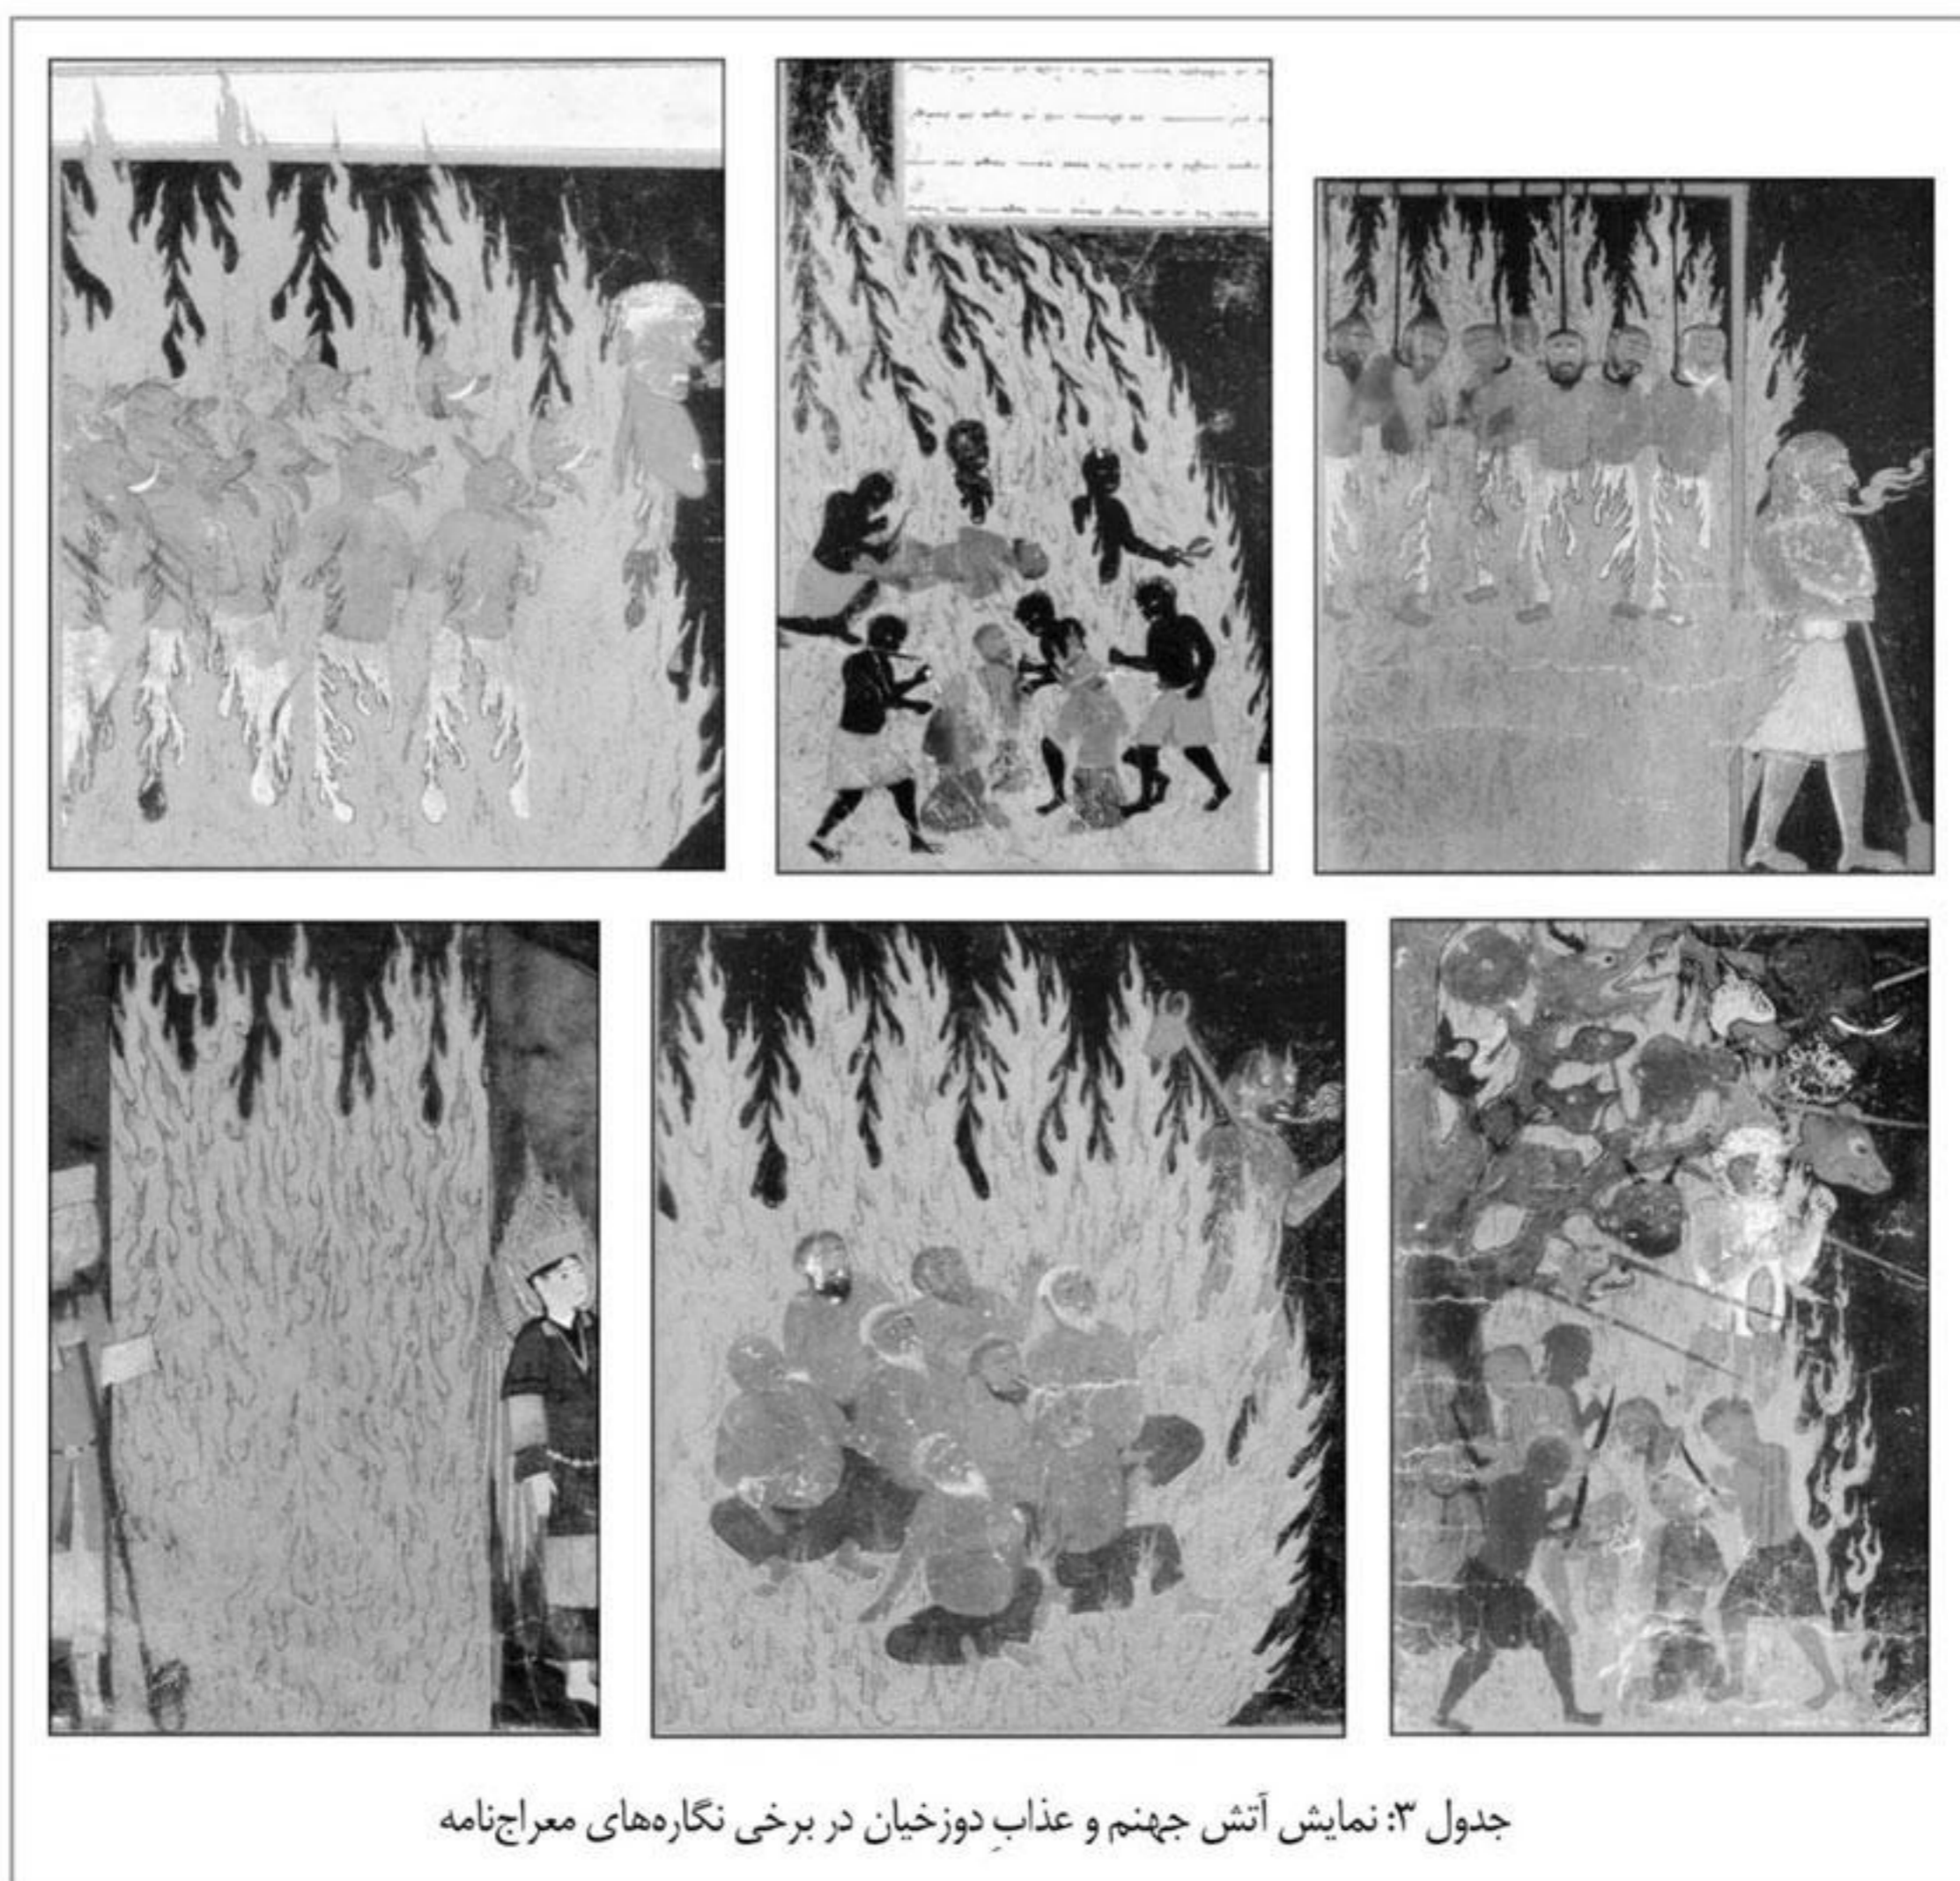 جدول ۳: نمایش آتش جهنم و عذابِ دوزخیان در برخی نگاره‌های معراج‌نامه